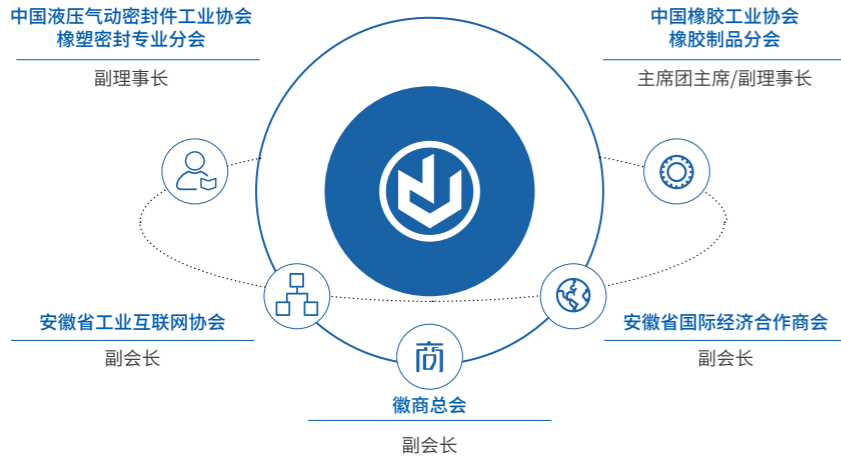 中国液压气动密封件工业协会
橡塑密封专业分会
副理事长
中国橡胶工业协会
橡胶制品分会
主席团主席/副理事长
安徽省工业互联网协会
副会长
安徽省国际经济合作商会
副会长
商
徽商总会
副会长